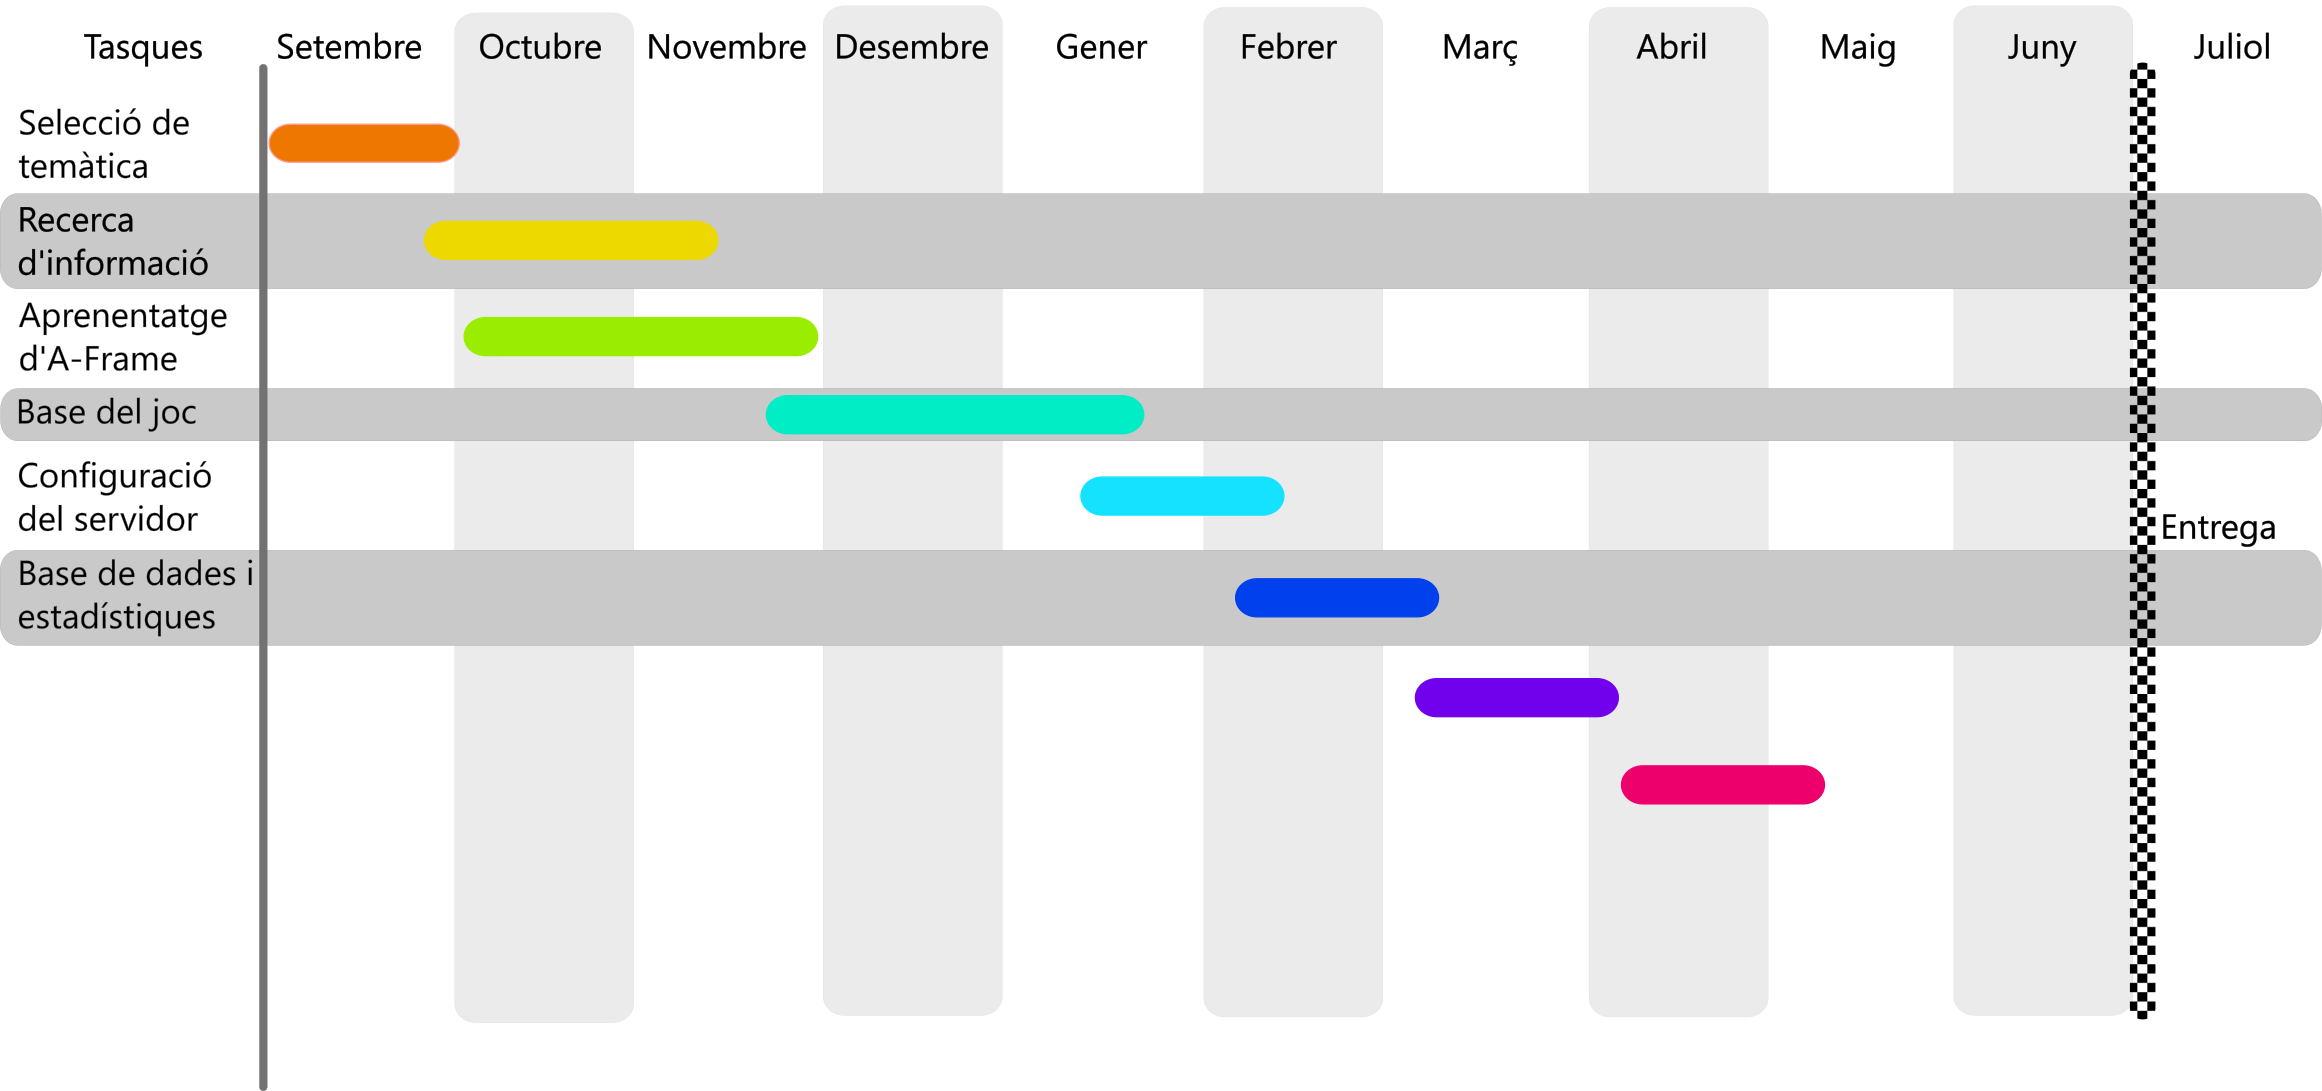 Tasques Setembre Octubre Novembre Desembre Gener Febrer Març Abril Maig Juny Juliol
Selecció de
temàtica
Recerca
d'informació
Aprenentatge
d'A-Frame
Base del joc
Configuració
del servidor
Entrega
Base de dades i
estadístiques